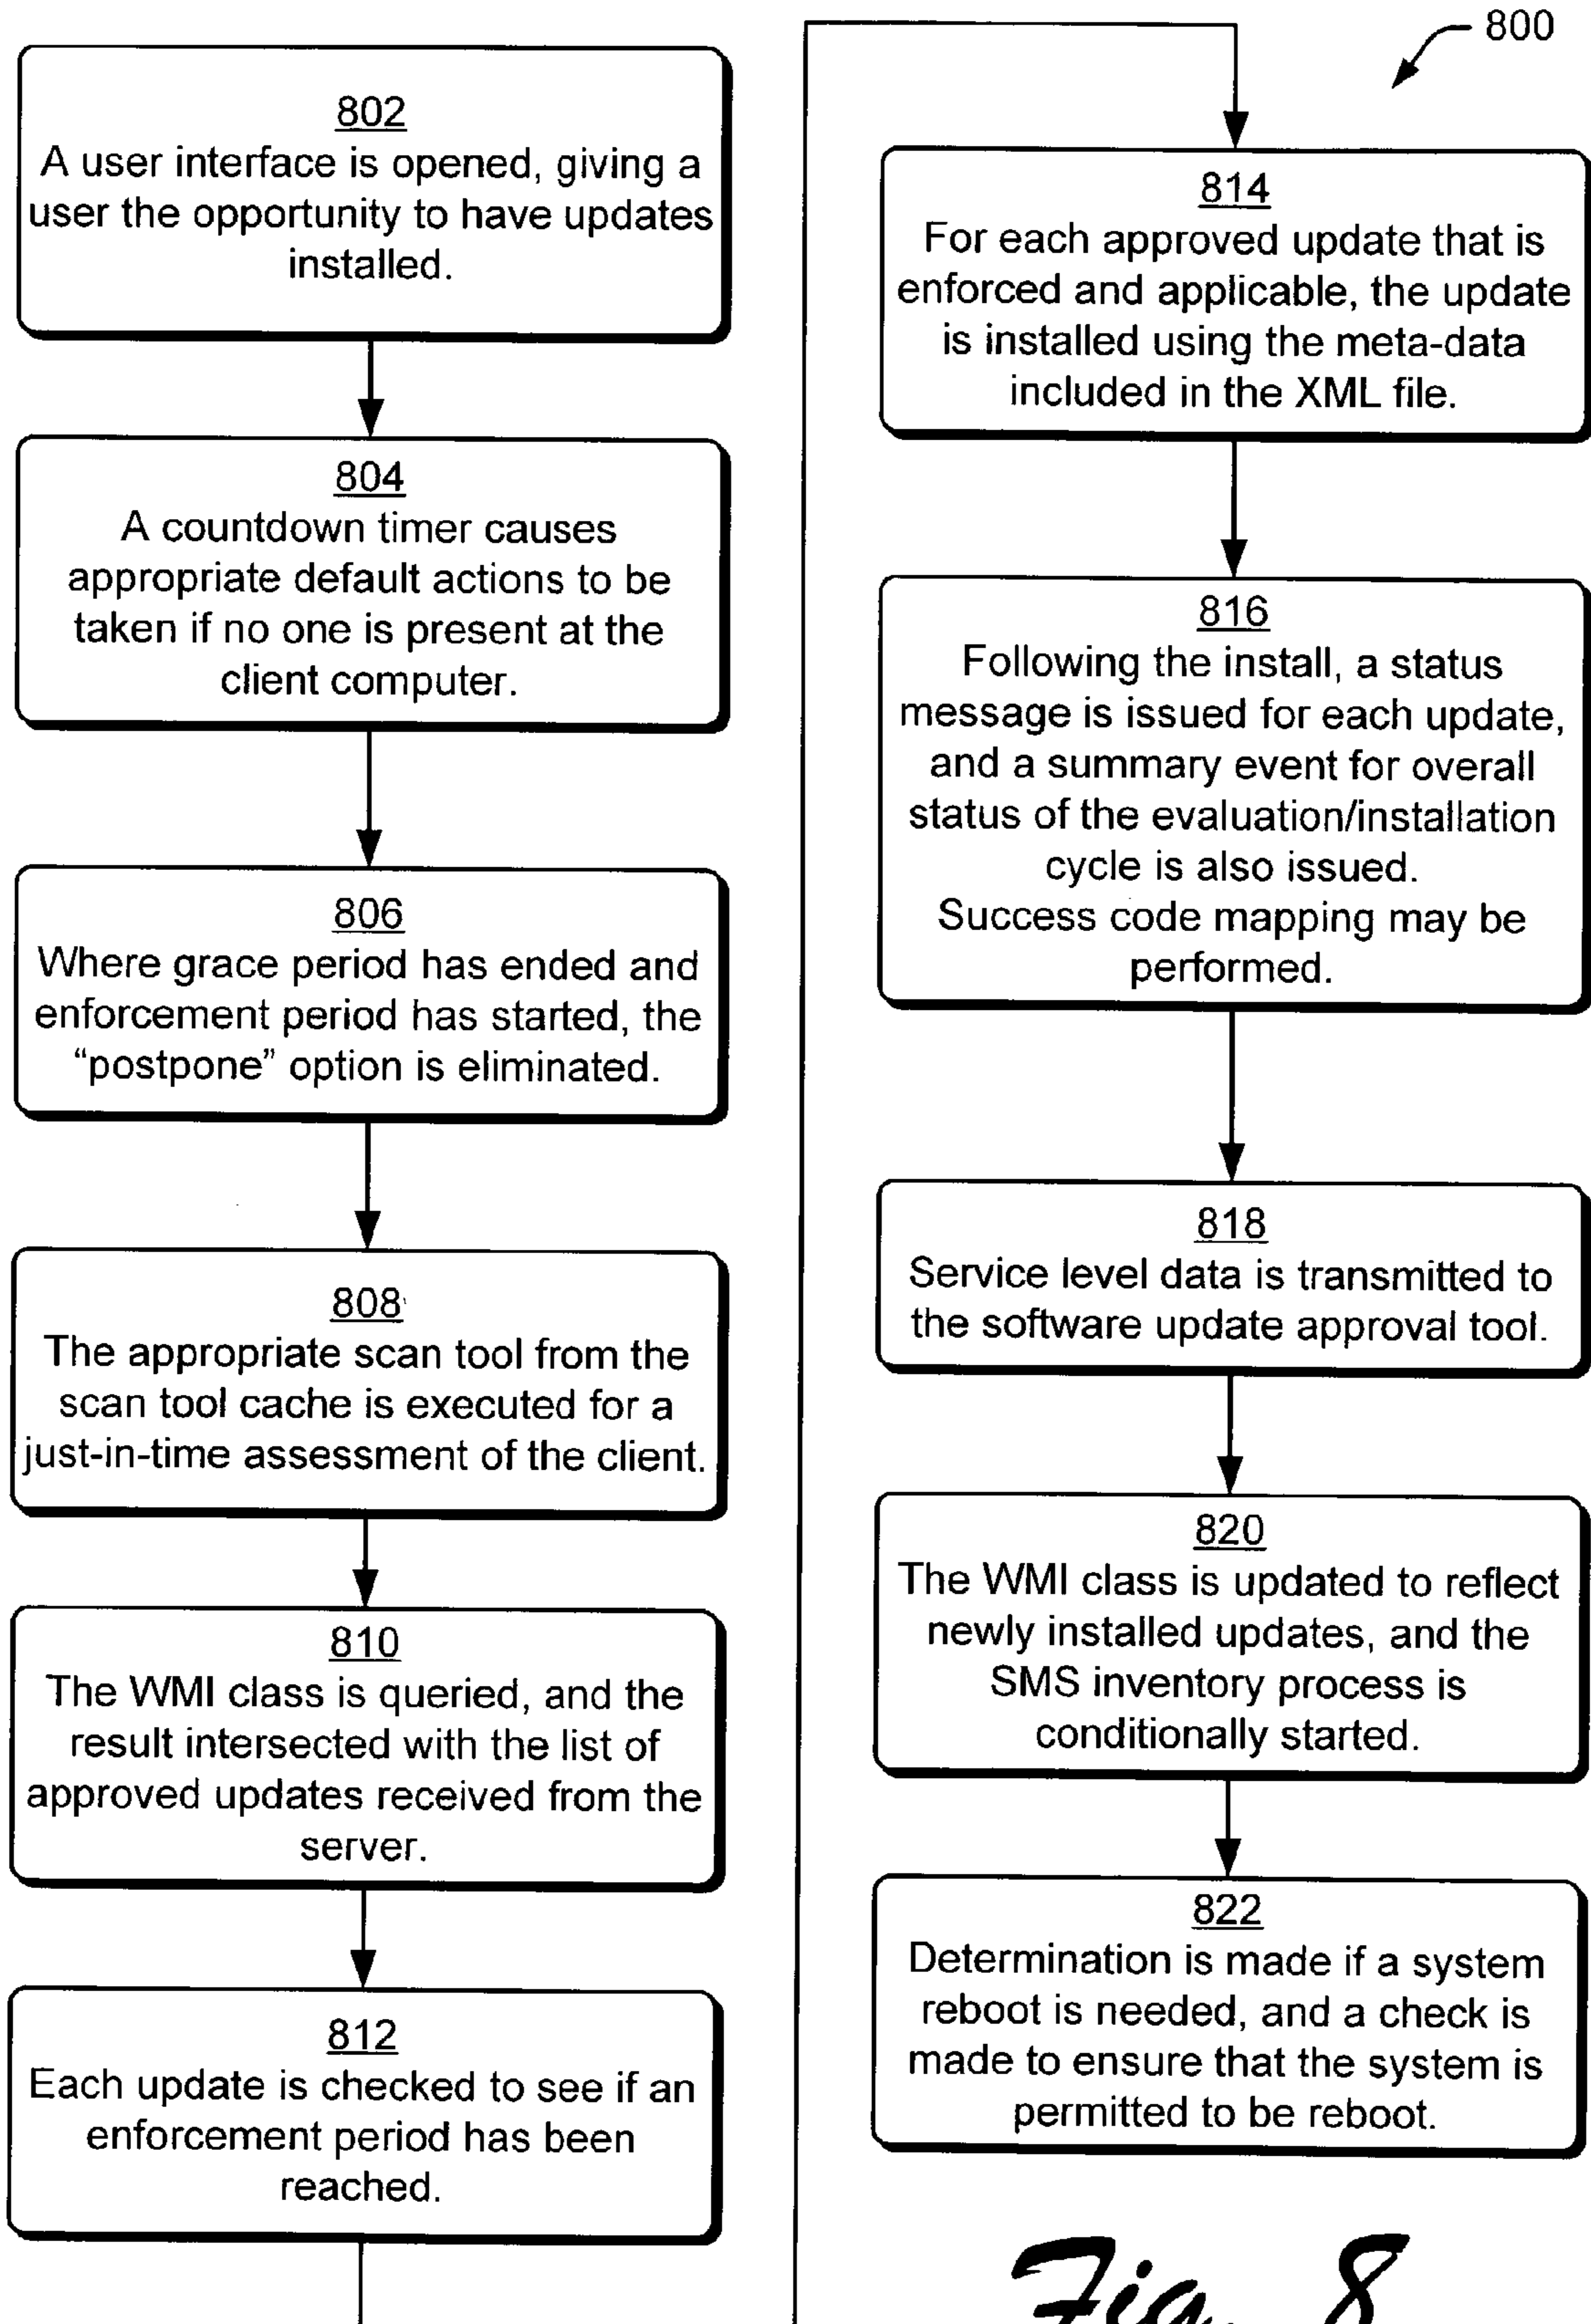 802
A user interface is opened, giving a
user the opportunity to have updates
installed.
804
A countdown timer causes
appropriate default actions to be
taken if no one is present at the
client computer.
806
Where grace period has ended and
enforcement period has started, the
“postpone” option is eliminated.
808
The appropriate scan tool from the
scan tool cache is executed for a
just-in-time assessment of the client.
810
The WMI class is queried, and the
result intersected with the list of
approved updates received from the
server.
812
Each update is checked to see if an
enforcement period has been
reached.
800
814
For each approved update that is
enforced and applicable, the update
is installed using the meta-data
included in the XML file.
816
Following the install, a status
message is issued for each update,
and a summary event for overall
status of the evaluation/installation
cycle is also issued.
Success code mapping may be
performed.
818
Service level data is transmitted to
the software update approval tool.
820
The WMI class is updated to reflect
newly installed updates, and the
SMS inventory process is
conditionally started.
822
Determination is made if a system
reboot is needed, and a check is
made to ensure that the system is
permitted to be reboot.
Fig. 8